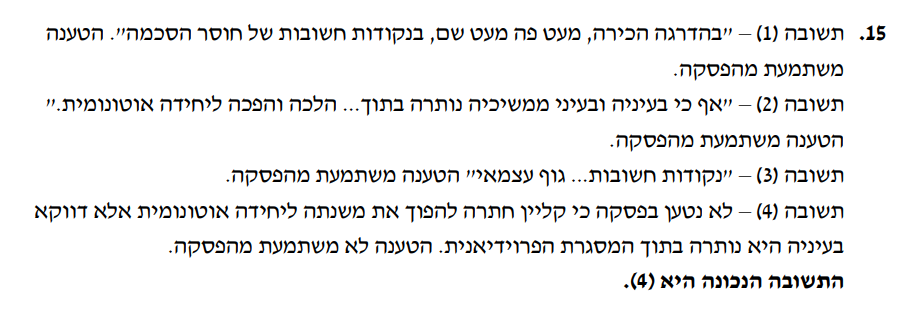 15. תשובה (1) – "בהדרגה הכירה, מעט פה מעט שם, בנקודות חשובות של חוסר הסכמה". הטענה
משתמעת מהפסקה.
תשובה (2) – "אף כי בעיניה ובעיני ממשיכיה נותרה בתוך... הלכה והפכה ליחידה אוטונומית."
הטענה משתמעת מהפסקה.
תשובה (3) – "נקודות חשובות... גוף עצמאי" הטענה משתמעת מהפסקה.
תשובה (4) – לא נטען בפסקה כי קליין חתרה להפוך את משנתה ליחידה אוטונומית אלא דווקא
בעיניה היא נותרה בתוך המסגרת הפרוידיאנית. הטענה לא משתמעת מהפסקה.
התשובה הנכונה היא (4).